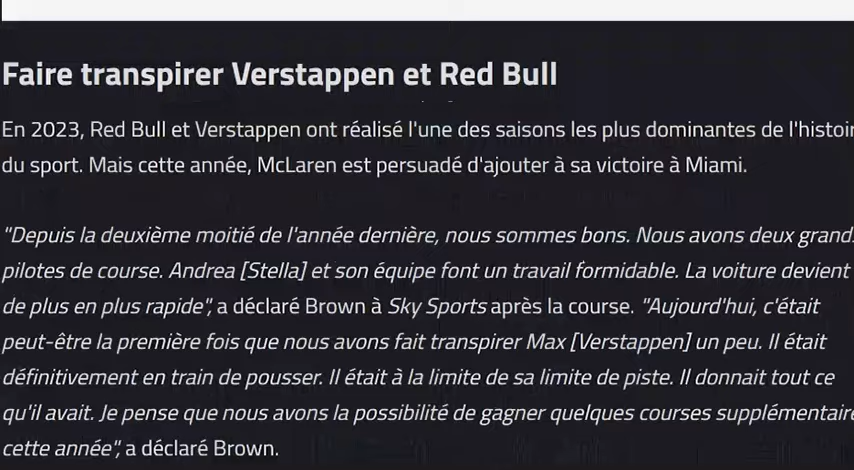 Faire transpirer Verstappen et Red Bull
En 2023, Red Bull et Verstappen ont réalisé l'une des saisons les plus dominantes de l'histoir
du sport. Mais cette année, McLaren est persuadé d'ajouter à sa victoire à Miami.
"Depuis la deuxième moitié de l'année dernière, nous sommes bons. Nous avons deux grand
pilotes de course. Andrea [Stella] et son équipe font un travail formidable. La voiture devient
de plus en plus rapide", a déclaré Brown à Sky Sports après la course. "Aujourd'hui, c'était
peut-être la première fois que nous avons fait transpirer Max [Verstappen] un peu. Il était
définitivement en train de pousser. Il était à la limite de sa limite de piste. Il donnait tout ce
qu'il avait. Je pense que nous avons la possibilité de gagner quelques courses supplémentaire
cette année", a déclaré Brown.